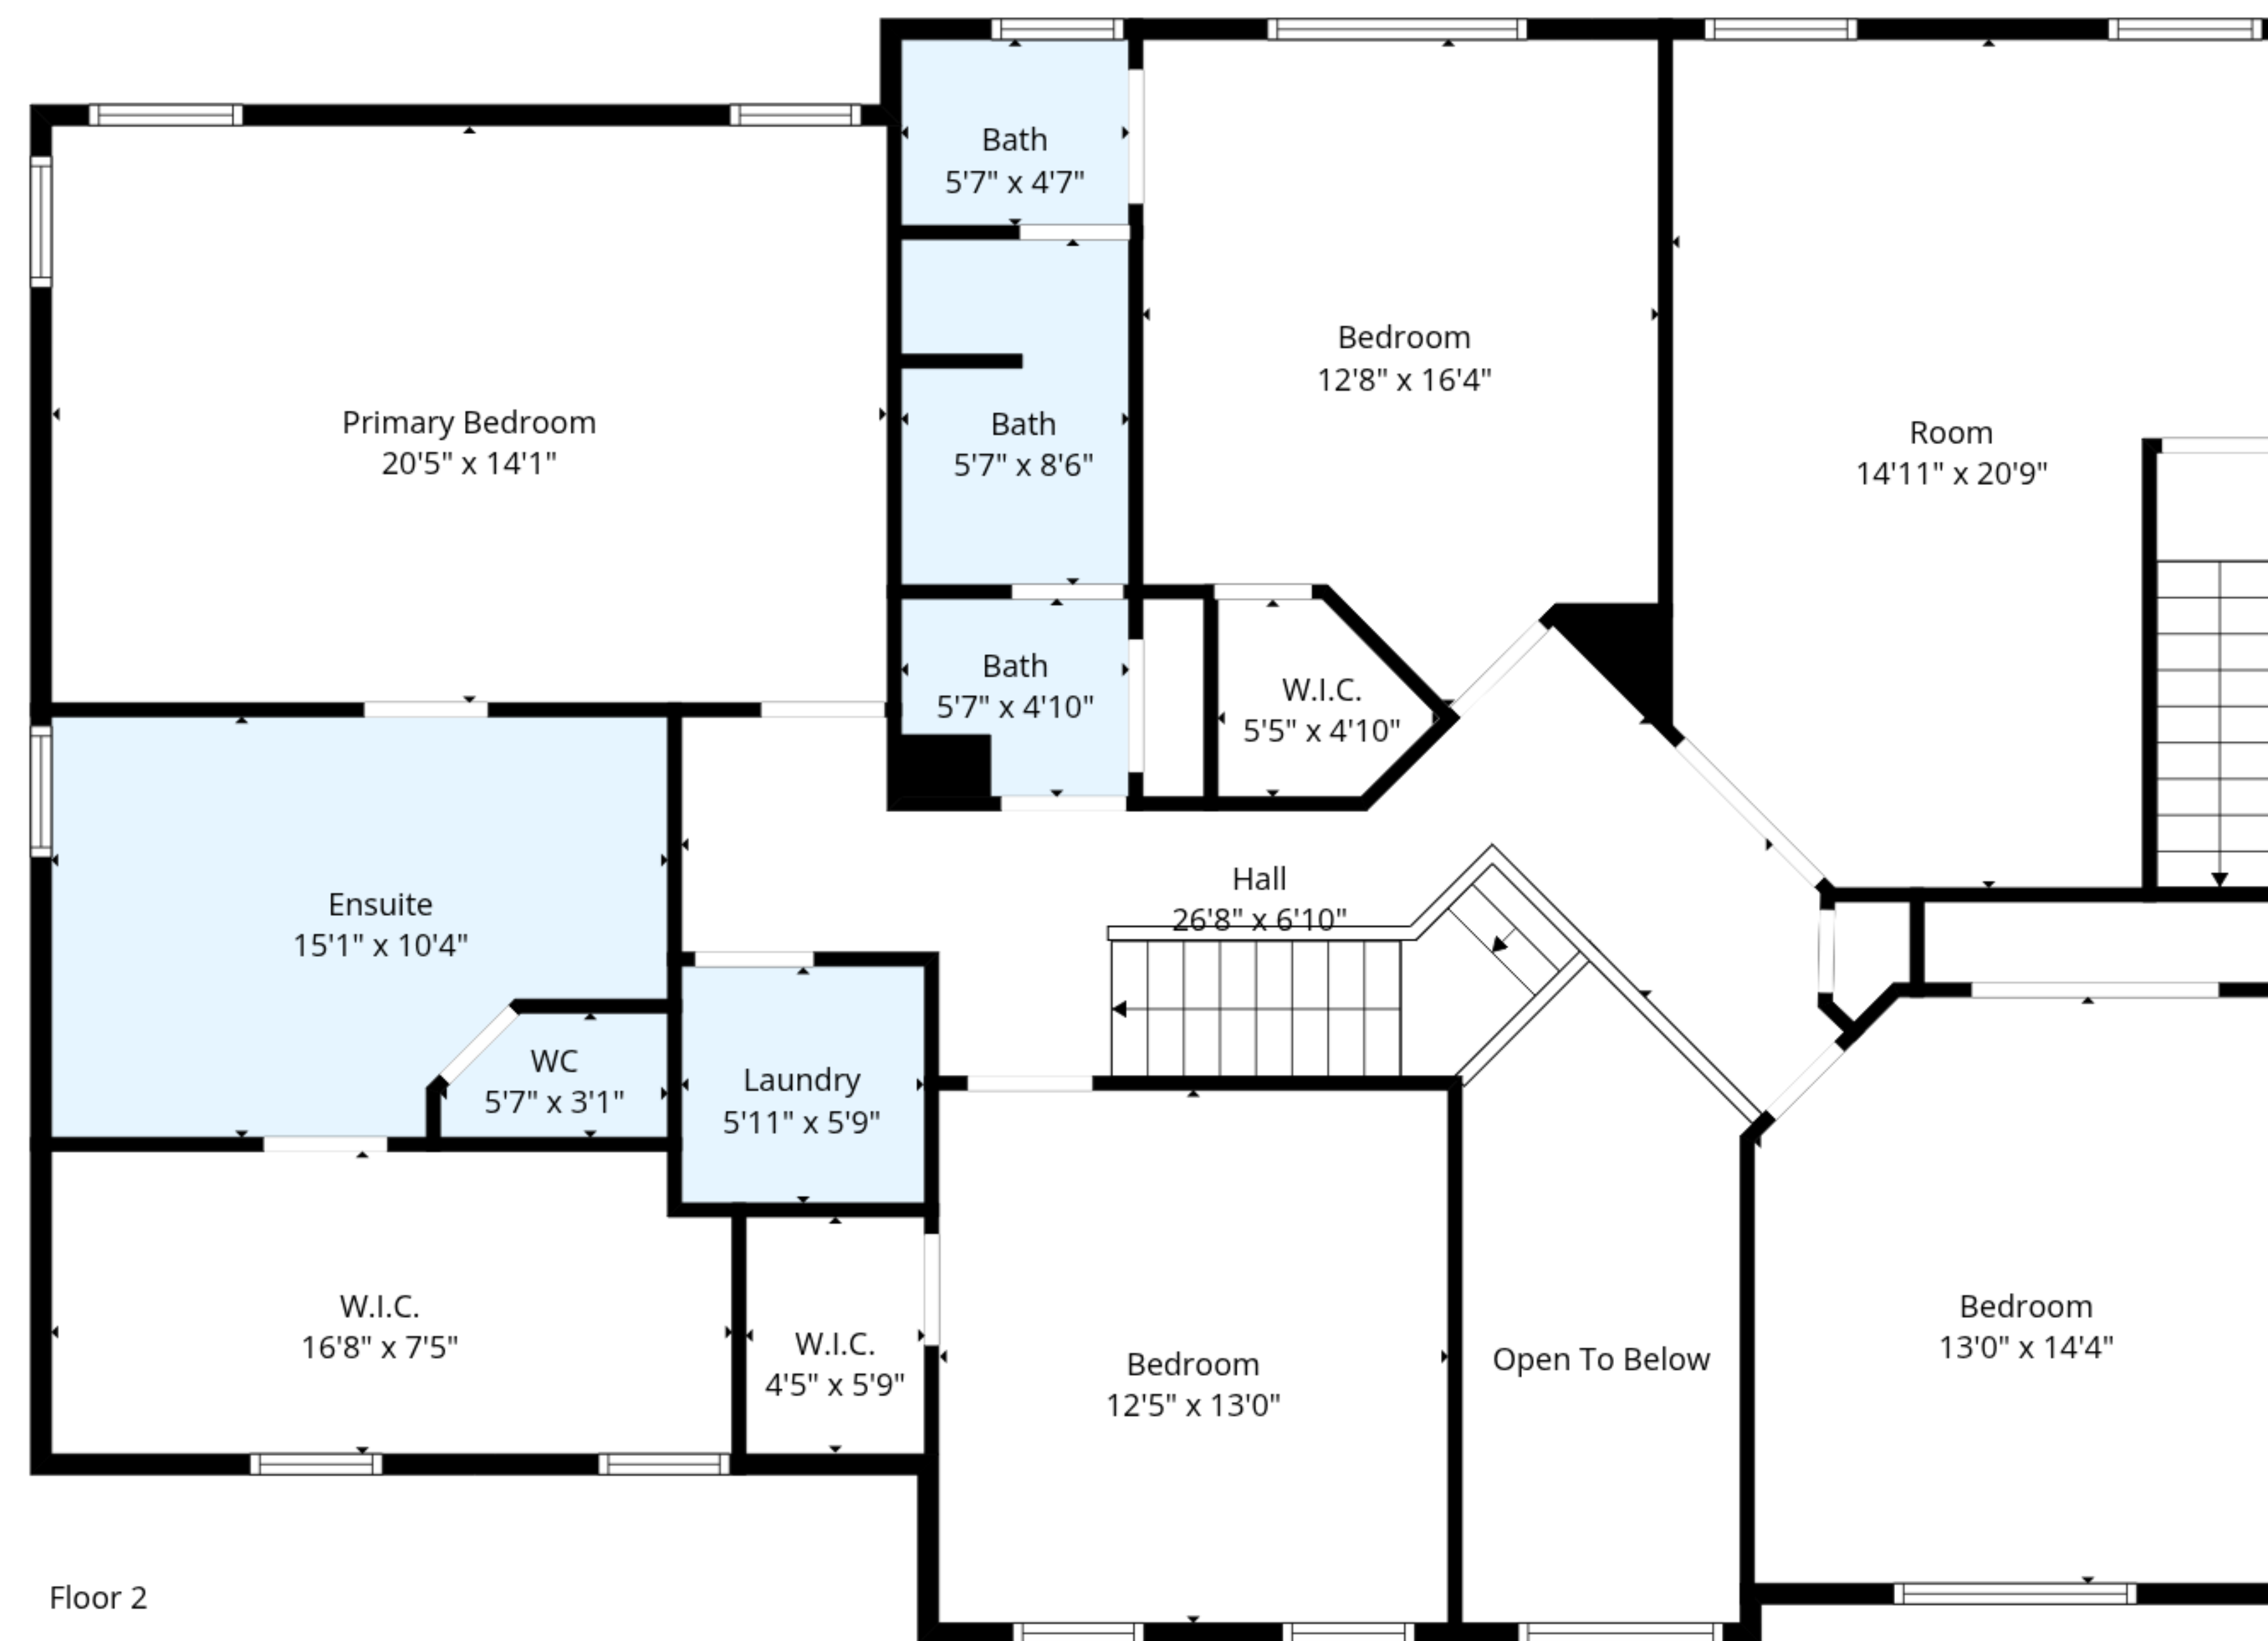 Bath
5'7" x 4'7"
Primary Bedroom
20'5" x 14'1"
Bath
5'7" x 8'6"
Bedroom
12'8" x 16'4"
Room
14'11" x 20'9"
Bath
5'7" x 4'10"
W.I.C.
5'5" x 4'10"
Hall
26'8" x 6'10"
Ensuite
15'1" x 10'4"
WC
5'7" x 3'1"
Laundry
5'11" x 5'9"
W.I.C.
16'8" x 7'5"
W.I.C.
4'5" x 5'9"
Bedroom
12'5" x 13'0"
Open To Below
Bedroom
13'0" x 14'4"
Floor 2